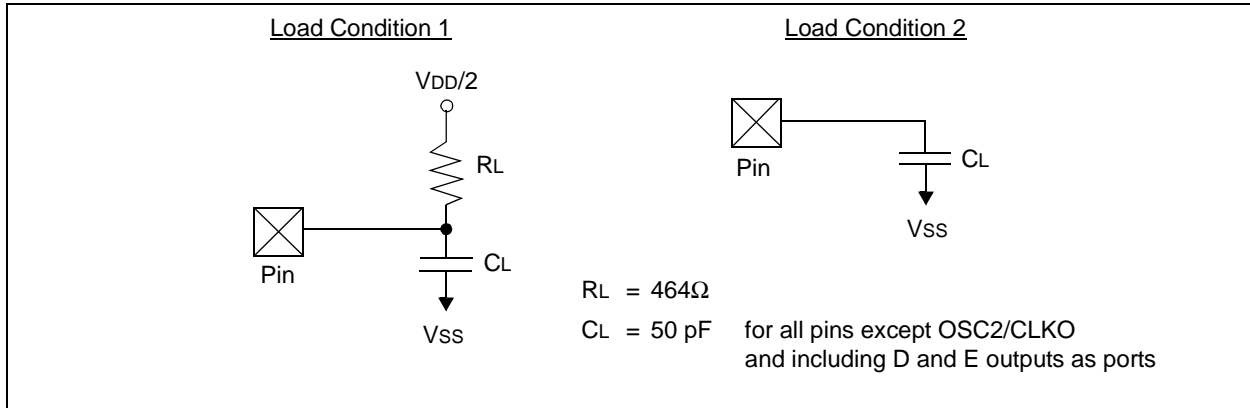 Load Condition 1
VDD/2
RL
Pin
CL
VSS
Load Condition 2
Pin
CL
VSS
RL = 464Ω
CL = 50 pF for all pins except OSC2/CLKO
and including D and E outputs as ports